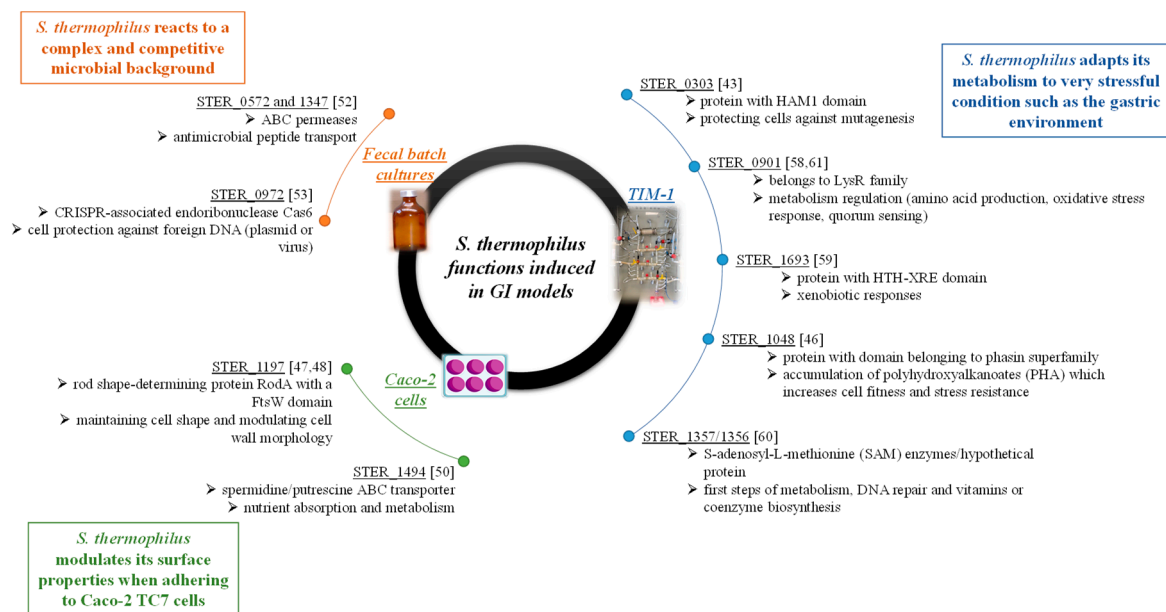 S. thermophilus reacts to a
complex and competitive
microbial background
STER_0572 and 1347 [52]
➢ ABC permeases
➢ antimicrobial peptide transport
STER_0972 [53]
➢ CRISPR-associated endoribonuclease Cas6
➢ cell protection against foreign DNA (plasmid or
virus)
Fecal batch
cultures
S. thermophilus
functions induced
in GI models
TIM-1
S. thermophilus adapts its
metabolism to very stressful
condition such as the gastric
environment
STER_0303 [43]
➢ protein with HAM1 domain
➢ protecting cells against mutagenesis
STER_0901 [58,61]
➢ belongs to LysR family
➢ metabolism regulation (amino acid production, oxidative stress
response, quorum sensing)
STER_1693 [59]
➢ protein with HTH-XRE domain
➢ xenobiotic responses
STER_1048 [46]
➢ protein with domain belonging to phasin superfamily
➢ accumulation of polyhydroxyalkanoates (PHA) which
increases cell fitness and stress resistance
STER_1357/1356 [60]
➢ S-adenosyl-L-methionine (SAM) enzymes/hypothetical
protein
➢ first steps of metabolism, DNA repair and vitamins or
coenzyme biosynthesis
Caco-2
cells
STER_1197 [47,48]
➢ rod shape-determining protein RodA with a
FtsW domain
➢ maintaining cell shape and modulating cell
wall morphology
STER_1494 [50]
➢ spermidine/putrescine ABC transporter
➢ nutrient absorption and metabolism
S. thermophilus
modulates its surface
properties when adhering
to Caco-2 TC7 cells